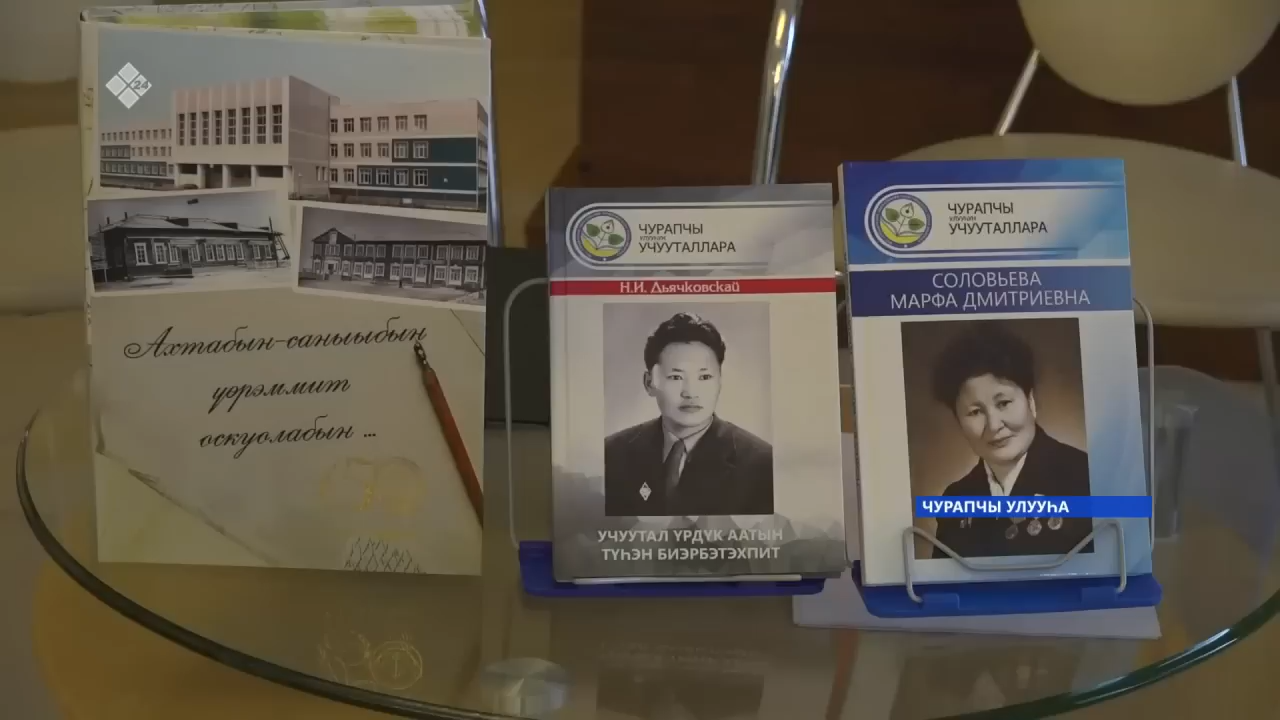 24
Ахтабын-саныыбын
үөрэммит
оскуолабын ...
ЧУРАПЧЫ
УЛУУҺУН
УЧУУТАЛЛАРА
Н.И. Дьячковскай
УЧУУТАЛ ҮРДҮК ААТЫН
ТҮҺЭН БИЭРБЭТЭХПИТ
ЧУРАПЧЫ
УЛУУҺУН
УЧУУТАЛЛАРА
СОЛОВЬЕВА
МАРФА ДМИТРИЕВНА
ЧУРАПЧЫ УЛУУҺА